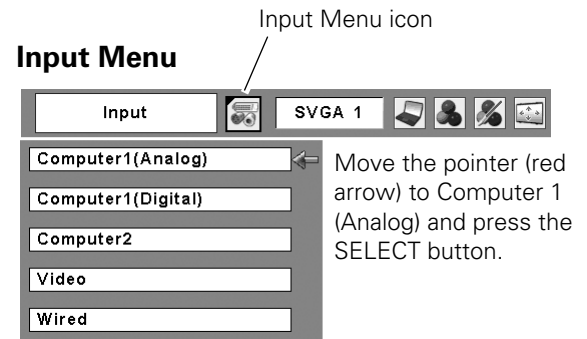 Input Menu icon
Input Menu
Input
SVGA 1
Computer1(Analog)
Computer1(Digital)
Computer2
Video
Wired
Move the pointer (red
arrow) to Computer 1
(Analog) and press the
SELECT button.